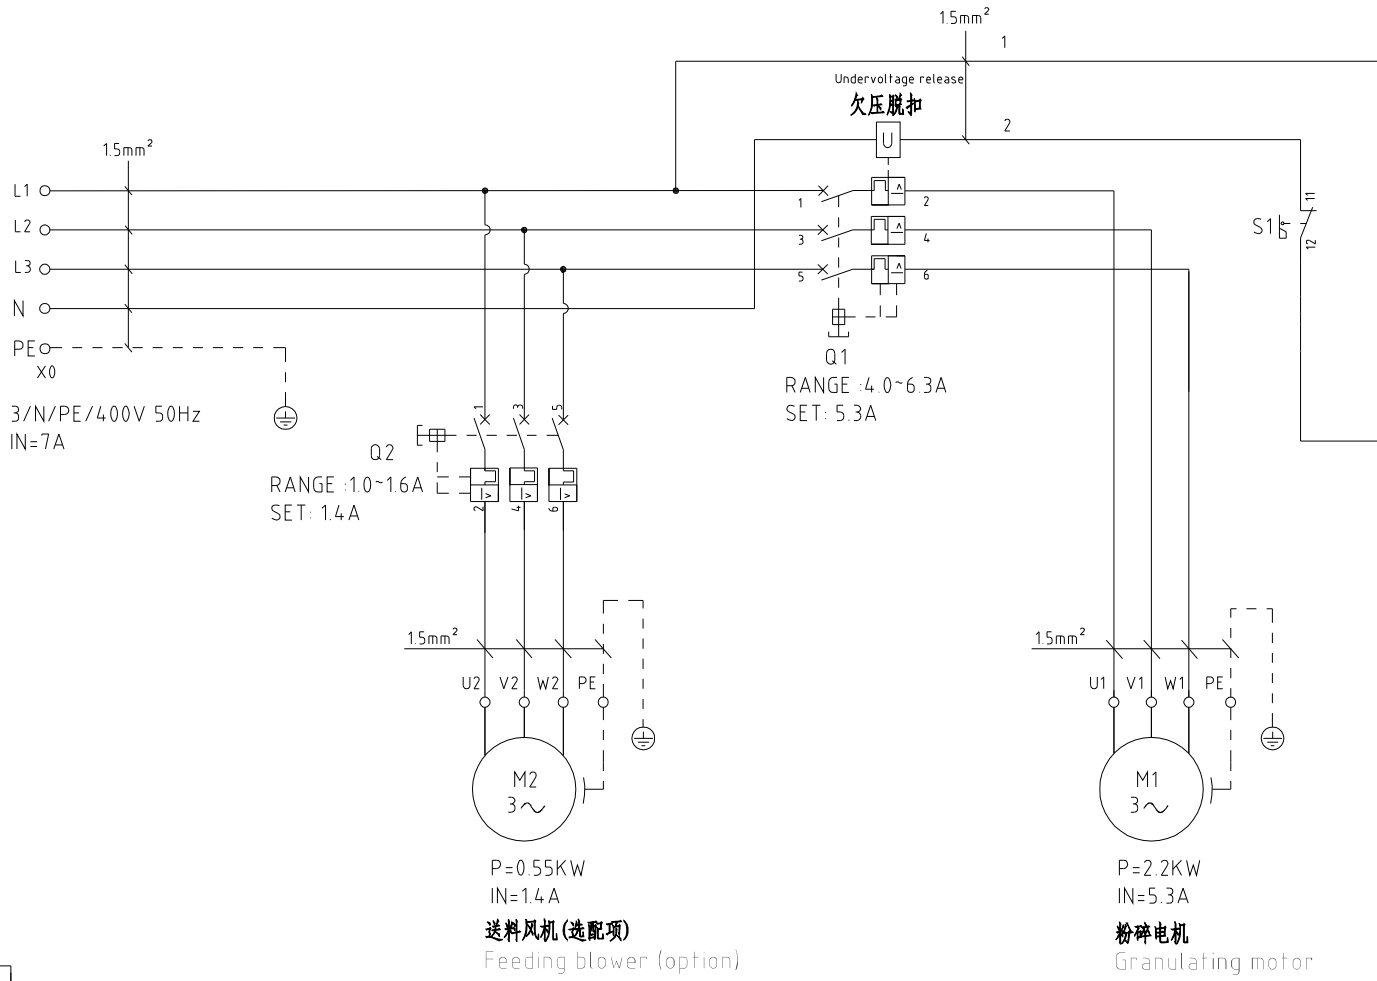 1.5mm²
1
Undervoltage release
欠压脱扣
U
2
1.5mm²
L1
1
2
11
L2
3
4
S1
12
L3
5
6
N
PE
X0
Q1
RANGE :4.0~6.3A
SET: 5.3A
3/N/PE/400V 50Hz
IN=7A
1
3
5
Q2
RANGE :1.0~1.6A
SET: 1.4A
2
4
6
1.5mm²
1.5mm²
U2 V2 W2 PE
U1 V1 W1 PE
M2
3~
M1
3~
P=0.55KW
IN=1.4A
送料风机(选配项)
Feeding blower (option)
P=2.2KW
IN=5.3A
粉碎电机
Granulating motor